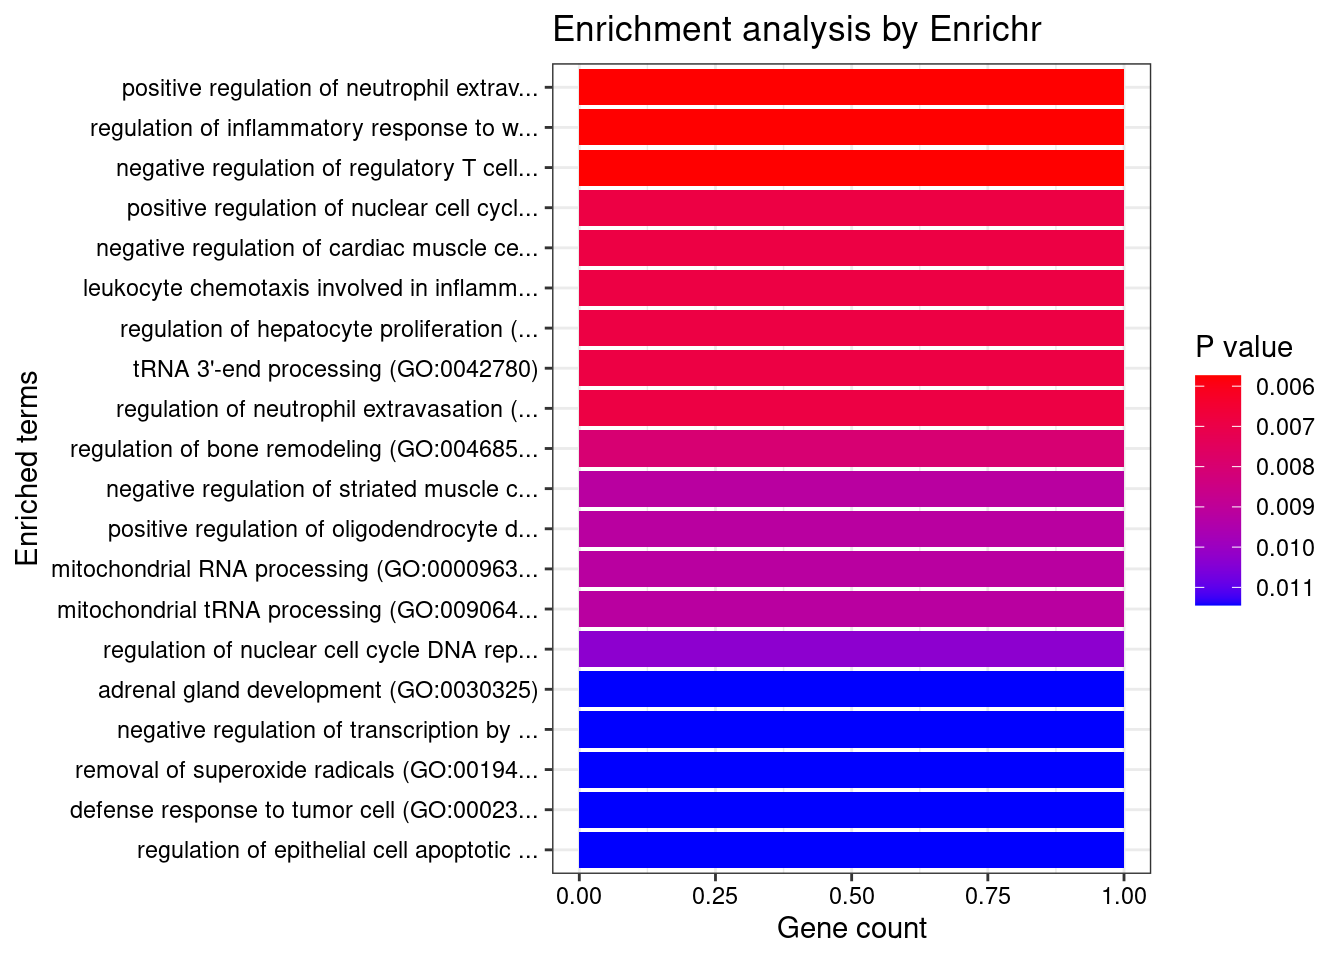 Enrichment analysis by Enrichr
positive regulation of neutrophil extrav...
regulation of inflammatory response to w...
negative regulation of regulatory T cell...
positive regulation of nuclear cell cycl...
negative regulation of cardiac muscle ce...
leukocyte chemotaxis involved in inflamm...
regulation of hepatocyte proliferation (...
tRNA 3'-end processing (GO:0042780)
regulation of neutrophil extravasation (...
regulation of bone remodeling (GO:004685...
negative regulation of striated muscle c...
positive regulation of oligodendrocyte d...
mitochondrial RNA processing (GO:0000963...
mitochondrial tRNA processing (GO:009064...
regulation of nuclear cell cycle DNA rep...
adrenal gland development (GO:0030325)
negative regulation of transcription by ...
removal of superoxide radicals (GO:00194...
defense response to tumor cell (GO:00023...
regulation of epithelial cell apoptotic ...
Enriched terms
0.00 0.25 0.50 0.75 1.00
Gene count
P value
0.006
0.007
0.008
0.009
0.010
0.011